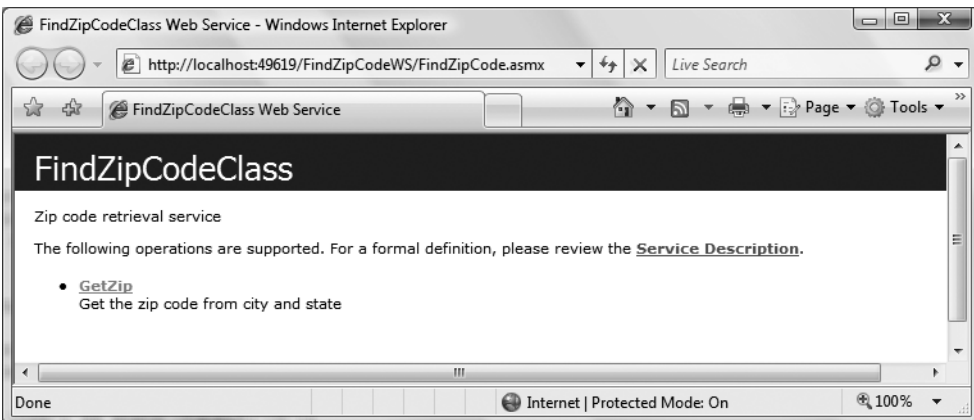 FindZipCodeClass Web Service - Windows Internet Explorer
http://localhost:49619/FindZipCodeWS/FindZipCode.asmx
Live Search
FindZipCodeClass Web Service
Page
Tools
FindZipCodeClass
Zip code retrieval service
The following operations are supported. For a formal definition, please review the Service Description.
• GetZip
Get the zip code from city and state
Done
Internet | Protected Mode: On
100%